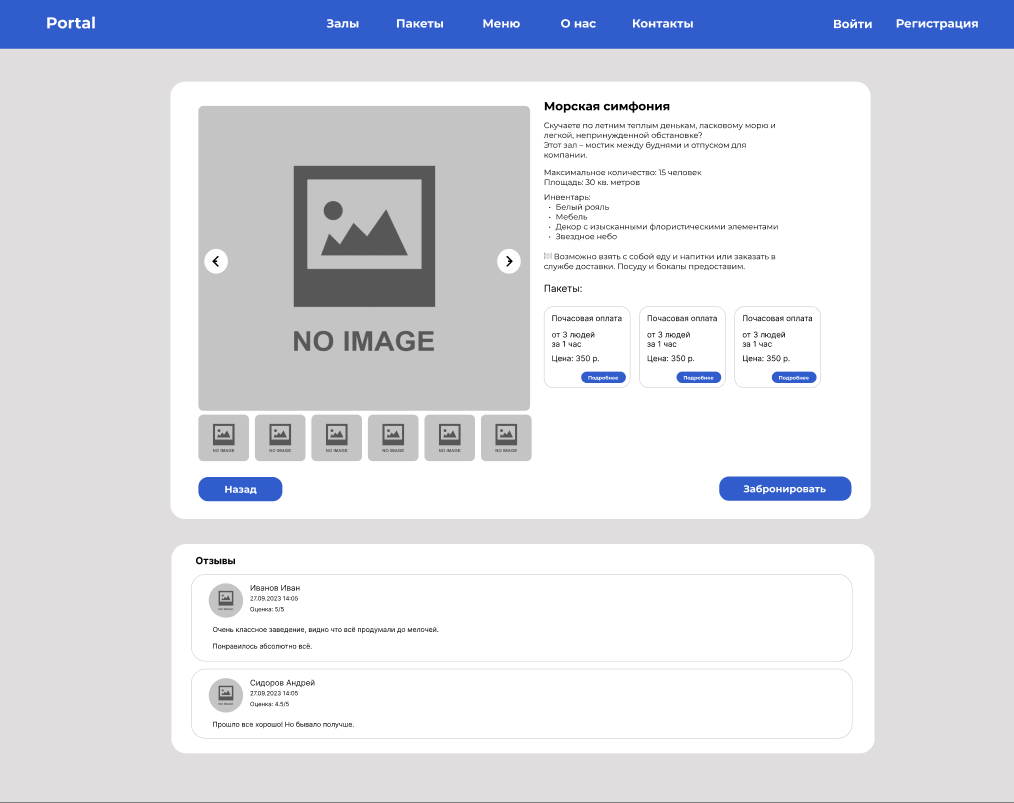 Portal
Залы
Пакеты
Меню
О нас
Контакты
Войти
Регистрация
NO IMAGE
NO IMAGE
NO IMAGE
NO IMAGE
NO IMAGE
NO IMAGE
NO IMAGE
Морская симфония
Скучаете по летним теплым денькам, ласковому морю и
легкой, непринужденной обстановке?
Этот зал – мостик между буднями и отпуском для
компании.
Максимальное количество: 15 человек
Площадь: 30 кв. метров
Инвентарь:
• Белый рояль
• Мебель
• Декор с изысканными флористическими элементами
• Звездное небо
Возможно взять с собой еду и напитки или заказать в
службе доставки. Посуду и бокалы предоставим.
Пакеты:
Почасовая оплата
от 3 людей
за 1 час
Цена: 350 р.
Подробнее
Почасовая оплата
от 3 людей
за 1 час
Цена: 350 р.
Подробнее
Почасовая оплата
от 3 людей
за 1 час
Цена: 350 р.
Подробнее
Назад
Забронировать
Отзывы
Иванов Иван
27.09.2023 14:05
Оценка: 5/5
Очень классное заведение, видно что всё продумали до мелочей.
Понравилось абсолютно всё.
Сидоров Андрей
27.09.2023 14:05
Оценка: 4.5/5
Прошло все хорошо! Но бывало получше.